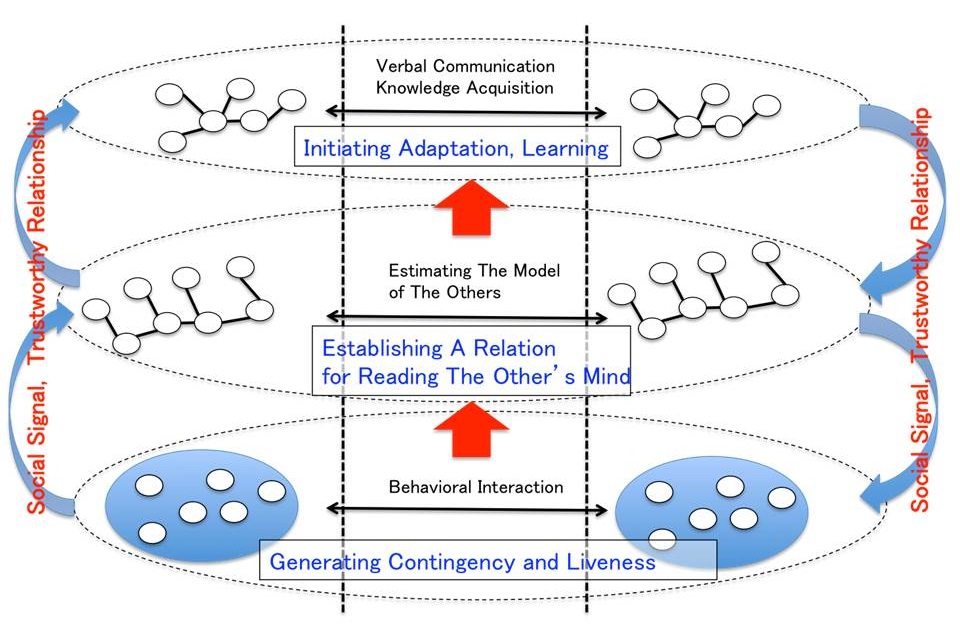 Verbal Communication
Knowledge Acquisition
Initiating Adaptation, Learning
Estimating The Model
of The Others
Establishing A Relation
for Reading The Other's Mind
Behavioral Interaction
Generating Contingency and Liveness
Social Signal, Trustworthy Relationship
Social Signal, Trustworthy Relationship